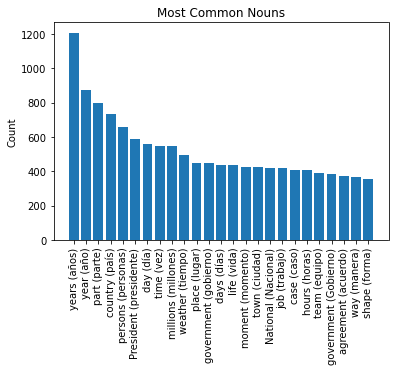 Most Common Nouns
Count
1200
1000
800
600
400
200
0
years (años)
year (año)
part (parte)
country (país)
persons (personas)
President (presidente)
day (día)
time (vez)
millions (millones)
weather (tiempo)
place (lugar)
government (gobierno)
days (días)
life (vida)
moment (momento)
town (ciudad)
National (Nacional)
job (trabajo)
case (caso)
hours (horas)
team (equipo)
government (Gobierno)
agreement (acuerdo)
way (manera)
shape (forma)